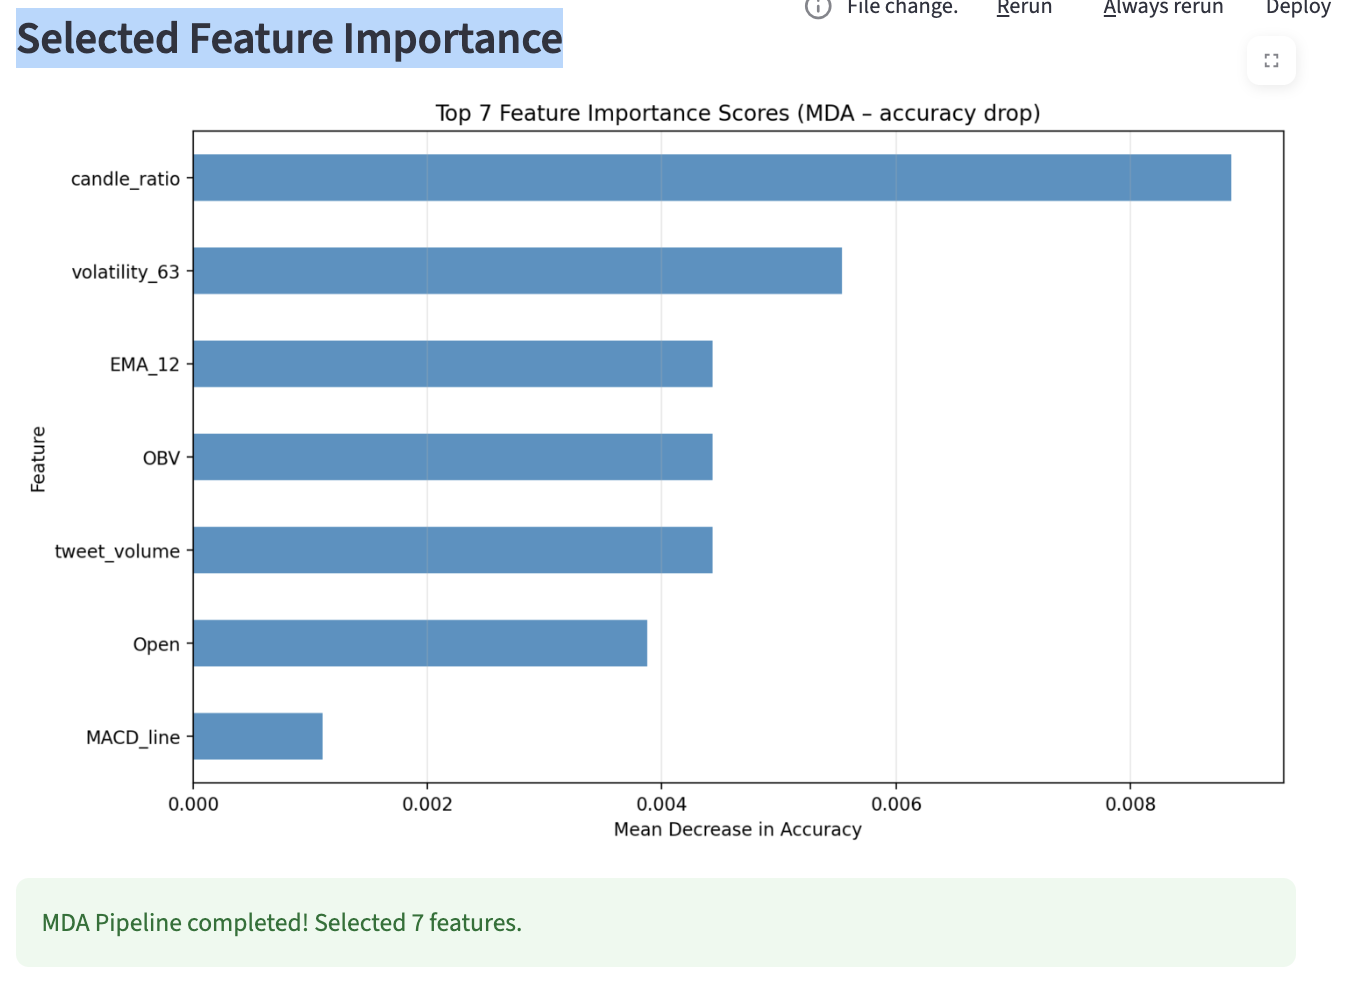 File change. Rerun Always rerun Deploy
Selected Feature Importance
Top 7 Feature Importance Scores (MDA – accuracy drop)
candle_ratio
volatility_63
EMA_12
OBV
tweet_volume
Open
MACD_line
Feature
0.000 0.002 0.004 0.006 0.008
Mean Decrease in Accuracy
MDA Pipeline completed! Selected 7 features.